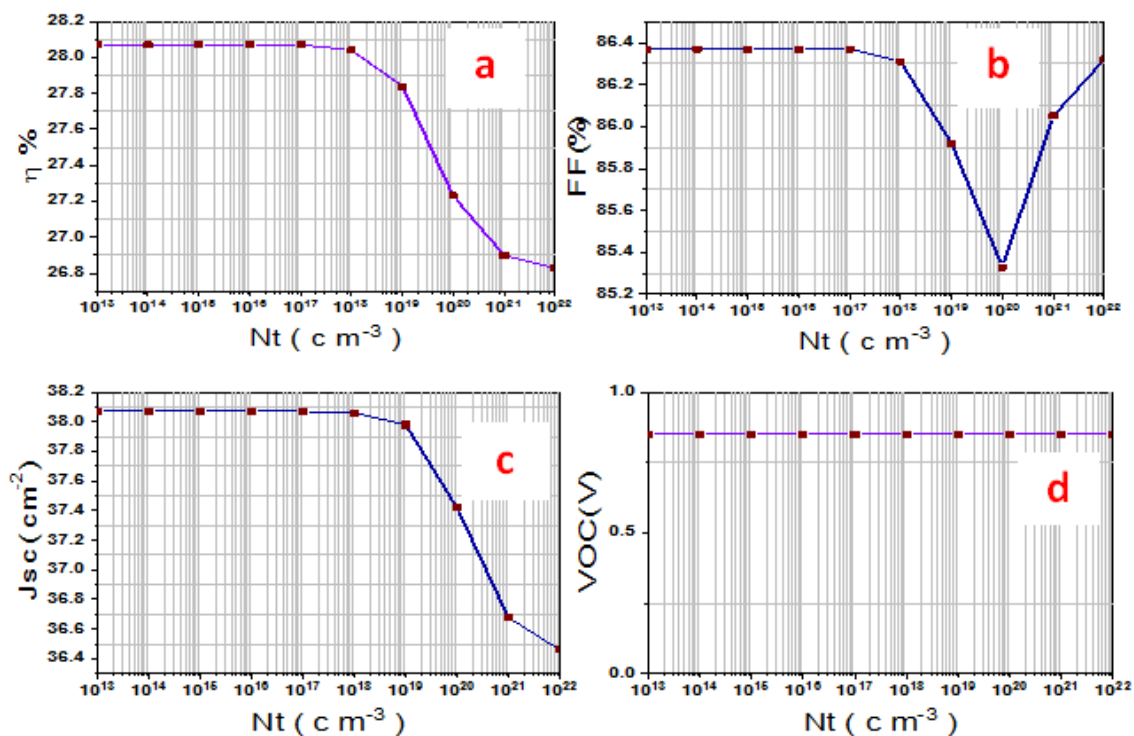 28.2
28.0
27.8
27.6
27.4
27.2
27.0
26.8
η %
a
10¹³ 10¹⁴ 10¹⁵ 10¹⁶ 10¹⁷ 10¹⁸ 10¹⁹ 10²⁰ 10²¹ 10²²
Nt ( c m⁻³ )
86.4
86.2
86.0
85.8
85.6
85.4
85.2
FF(%)
b
10¹³ 10¹⁴ 10¹⁵ 10¹⁶ 10¹⁷ 10¹⁸ 10¹⁹ 10²⁰ 10²¹ 10²²
Nt ( c m⁻³ )
38.2
38.0
37.8
37.6
37.4
37.2
37.0
36.8
36.6
36.4
Jsc(cm⁻²)
c
10¹³ 10¹⁴ 10¹⁵ 10¹⁶ 10¹⁷ 10¹⁸ 10¹⁹ 10²⁰ 10²¹ 10²²
Nt ( c m⁻³ )
1.0
0.5
0.0
VOC(V)
d
10¹³ 10¹⁴ 10¹⁵ 10¹⁶ 10¹⁷ 10¹⁸ 10¹⁹ 10²⁰ 10²¹ 10²²
Nt ( c m⁻³ )